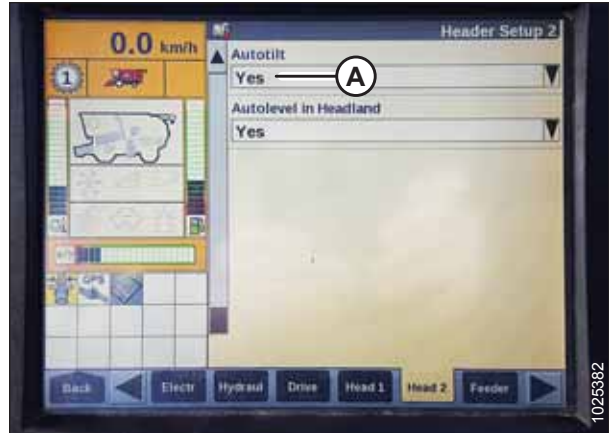 0.0 km/h
Header Setup 2
1
Autotilt
Yes
A
Autolevel in Headland
Yes
Back
Electr
Hydraul
Drive
Head 1
Head 2
Feeder
1025382